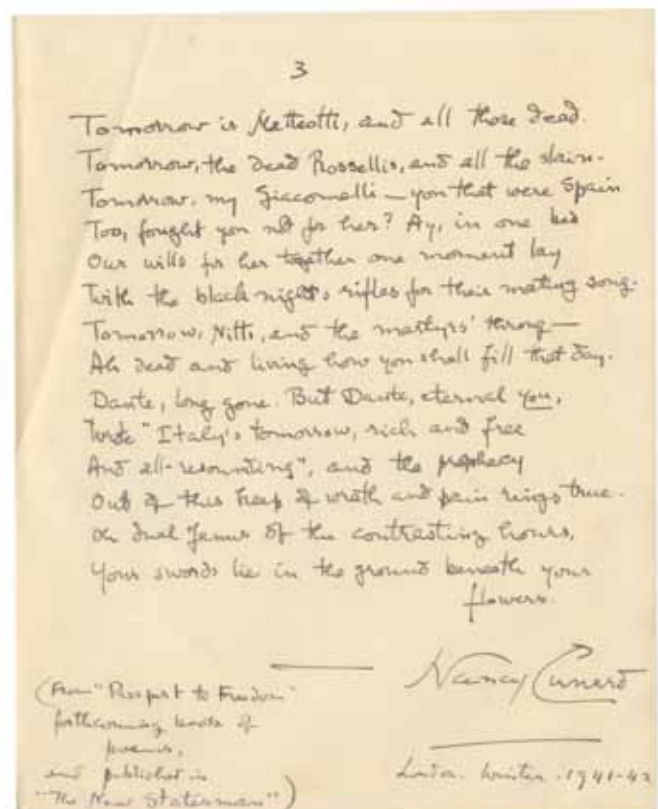 3
Tomorrow is Matteotti, and all those dead.
Tomorrow, the dead Rossellis, and all the slain.
Tomorrow, my Giacomelli — you that were Spain
Too, fought you not for her? Ay, in one bed
Our wills for her together one moment lay
With the black night's rifles for their mating song.
Tomorrow, Nitti, and the martyrs' throng —
Ah dead and living how you shall fill that day.
Dante, long gone. But Dante, eternal you,
Wrote "Italy's tomorrow, rich and free
And all-resounting", and the prophecy
Out of this heap of wrath and pain rings true.
Oh dual Janus of the contrasting hours,
Your swords lie in the ground beneath your
flowers.
Nancy Cunard
(From "Passport to Freedom"
forthcoming book of
poems,
and published in
"The New Statesman")
London. Winter. 1941-42